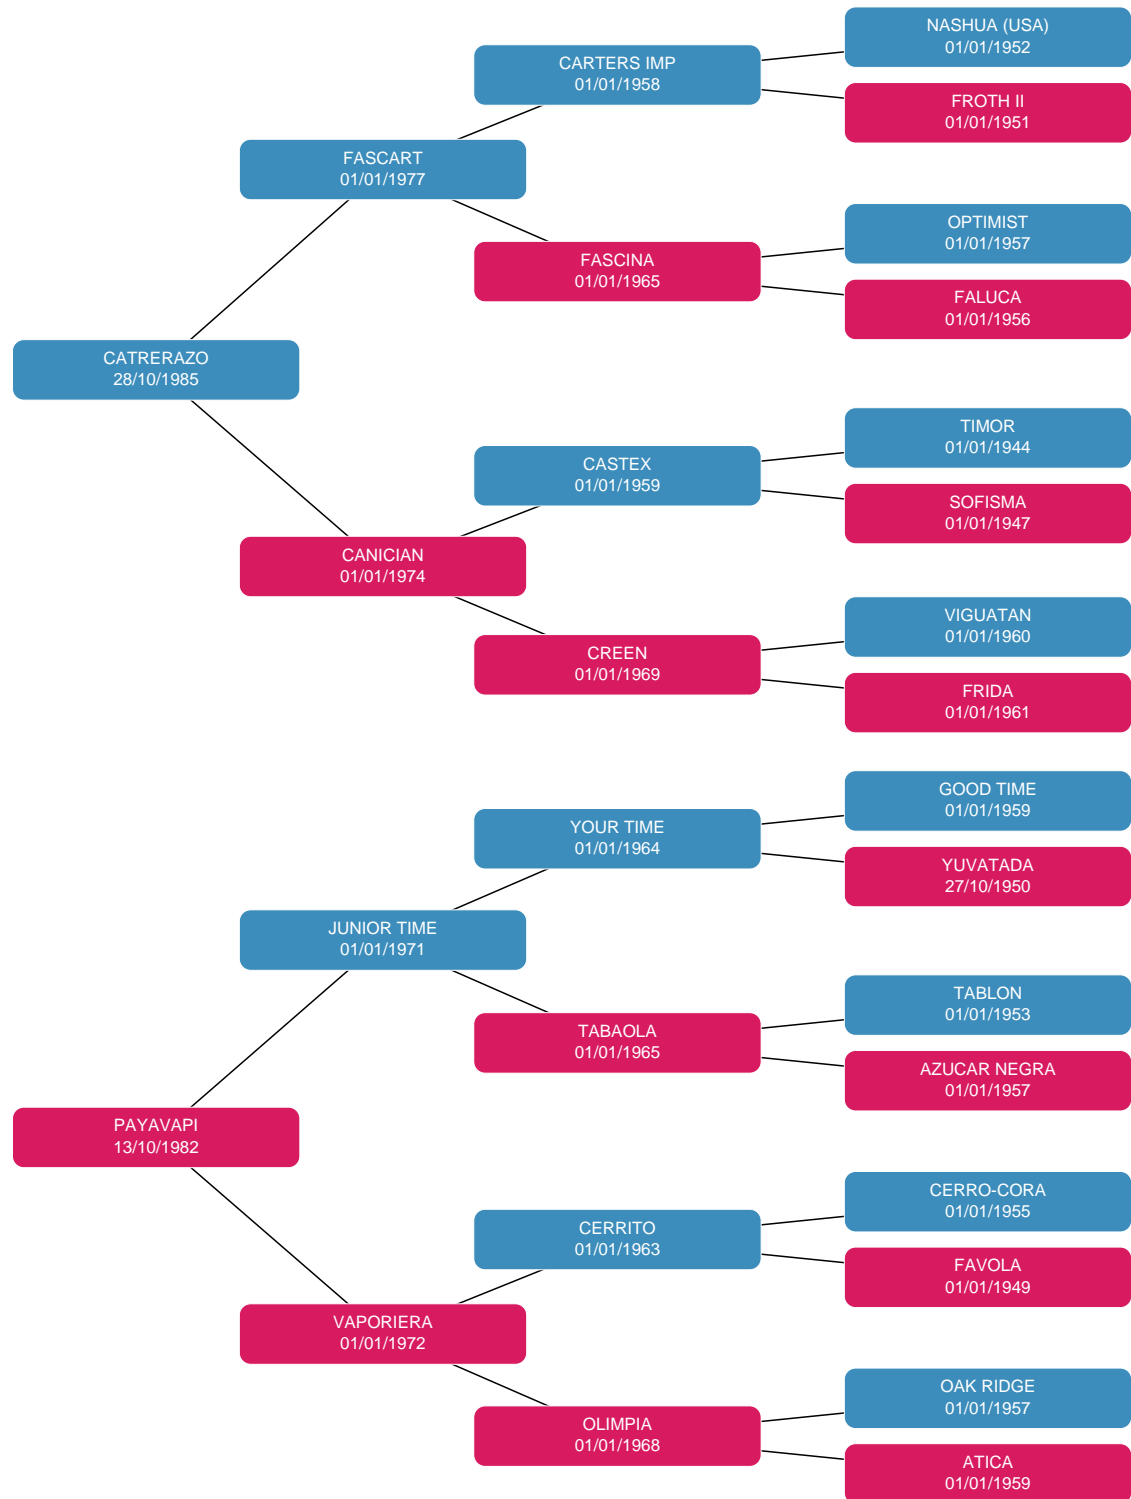 NASHUA (USA)
01/01/1952
CARTERS IMP
01/01/1958
FROTH II
01/01/1951
FASCART
01/01/1977
OPTIMIST
01/01/1957
FASCINA
01/01/1965
FALUCA
01/01/1956
CATRERAZO
28/10/1985
TIMOR
01/01/1944
CASTEX
01/01/1959
SOFISMA
01/01/1947
CANICIAN
01/01/1974
VIGUATAN
01/01/1960
CREEN
01/01/1969
FRIDA
01/01/1961
GOOD TIME
01/01/1959
YOUR TIME
01/01/1964
YUVATADA
27/10/1950
JUNIOR TIME
01/01/1971
TABLON
01/01/1953
TABAOLA
01/01/1965
AZUCAR NEGRA
01/01/1957
PAYAVAPI
13/10/1982
CERRO-CORA
01/01/1955
CERRITO
01/01/1963
FAVOLA
01/01/1949
VAPORIERA
01/01/1972
OAK RIDGE
01/01/1957
OLIMPIA
01/01/1968
ATICA
01/01/1959